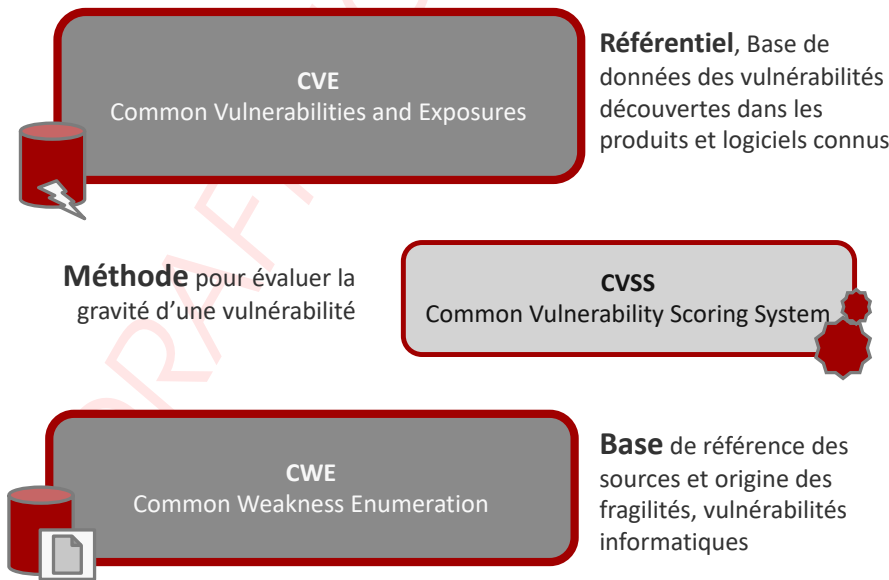 CVE
Common Vulnerabilities and Exposures
Référentiel, Base de
données des vulnérabilités
découvertes dans les
produits et logiciels connus
Méthode pour évaluer la
gravité d’une vulnérabilité
CVSS
Common Vulnerability Scoring System
CWE
Common Weakness Enumeration
Base de référence des
sources et origine des
fragilités, vulnérabilités
informatiques
DRAF